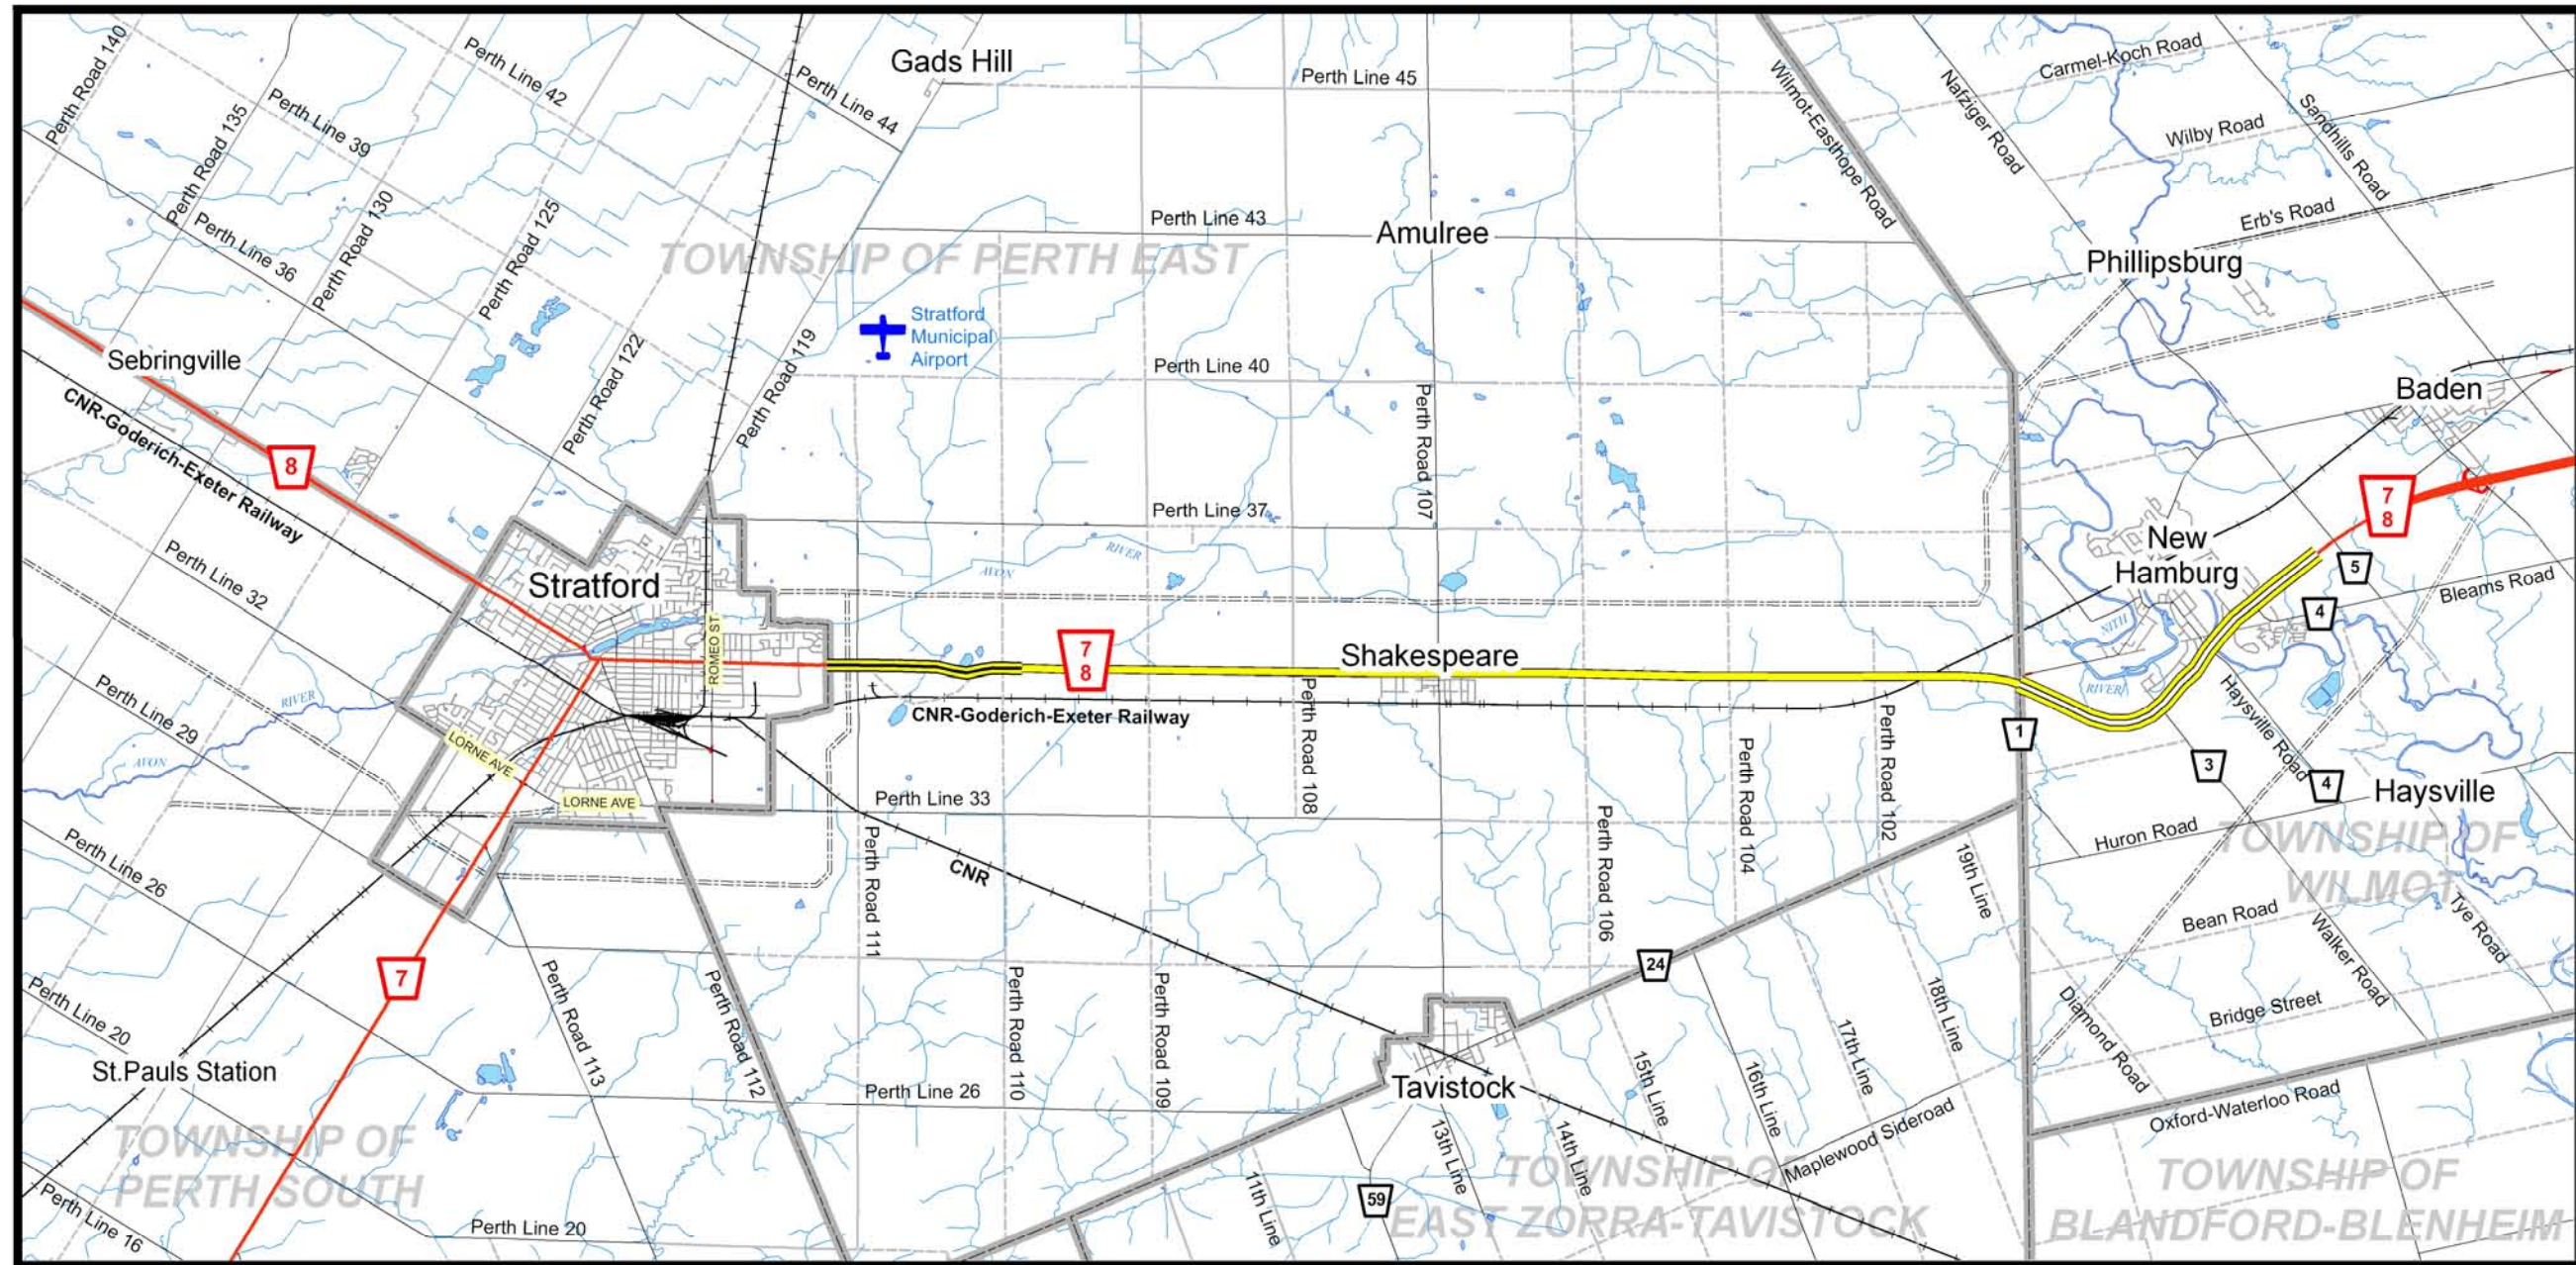 Perth Road 140
Perth Line 42
Perth Line 44
Gads Hill
Perth Line 45
Wilmot-Easthope Road
Nafziger Road
Carmel-Koch Road
Sandhills Road
Wilby Road
Perth Line 39
Perth Road 135
Perth Line 36
Perth Road 130
Perth Road 125
Perth Line 43
Amulree
Erb's Road
TOWNSHIP OF PERTH EAST
Phillipsburg
Stratford
Municipal
Airport
Sebringville
Perth Road 122
Perth Road 119
Perth Line 40
Perth Road 107
Baden
CNR-Goderich-Exeter Railway
8
Perth Line 37
7
8
New
Hamburg
5
4
Bleams Road
Perth Line 32
Stratford
AVON
RIVER
ROMEO ST
7
8
Shakespeare
NITH
RIVER
Haysville Road
RIVER
AVON
Perth Line 29
LORNE AVE
LORNE AVE
CNR-Goderich-Exeter Railway
Perth Road 108
1
3
4
Haysville
Perth Line 33
Perth Road 104
Perth Road 102
Huron Road
TOWNSHIP OF
WILMOT
Perth Line 26
Perth Road 111
CNR
Perth Road 106
19th Line
Bean Road
Walker Road
Tye Road
7
24
Perth Line 20
Perth Road 113
Perth Road 112
Perth Road 110
Perth Road 109
18th Line
Diamond Road
Bridge Street
St.Pauls Station
Perth Line 26
Tavistock
15th Line
16th Line
17th Line
Maplewood Sideroad
Oxford-Waterloo Road
TOWNSHIP OF
PERTH SOUTH
13th Line
14th Line
TOWNSHIP OF
EAST ZORRA-TAVISTOCK
TOWNSHIP OF
BLANDFORD-BLENHEIM
Perth Line 16
Perth Line 20
11th Line
59